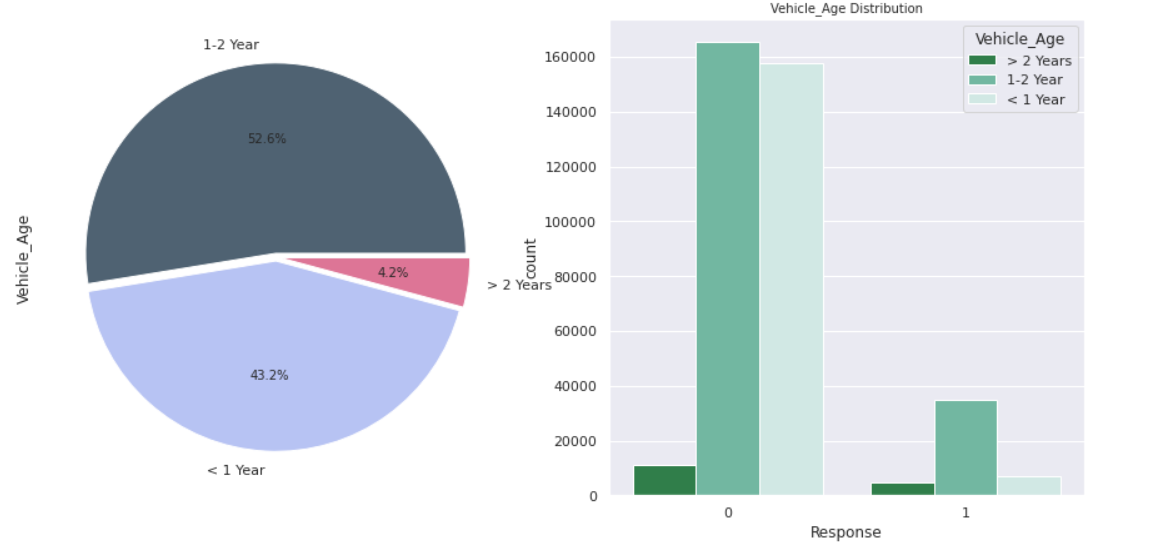 1-2 Year
52.6%
Vehicle_Age
4.2%
> 2 Years
43.2%
< 1 Year
Vehicle_Age Distribution
Vehicle_Age
> 2 Years
1-2 Year
< 1 Year
count
160000
140000
120000
100000
80000
60000
40000
20000
0
0
1
Response